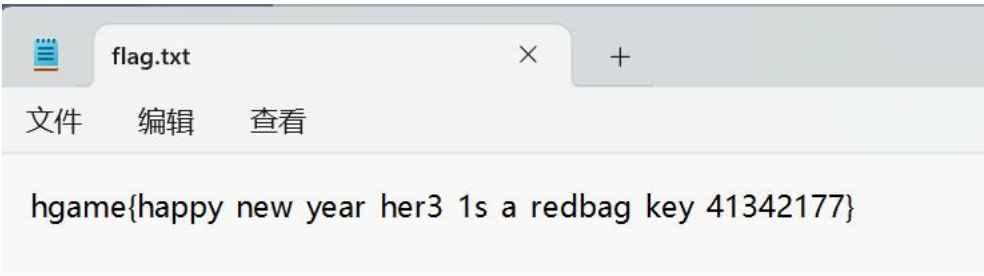 flag.txt
文件 编辑 查看
hgame{happy new year her3 1s a redbag key 41342177}